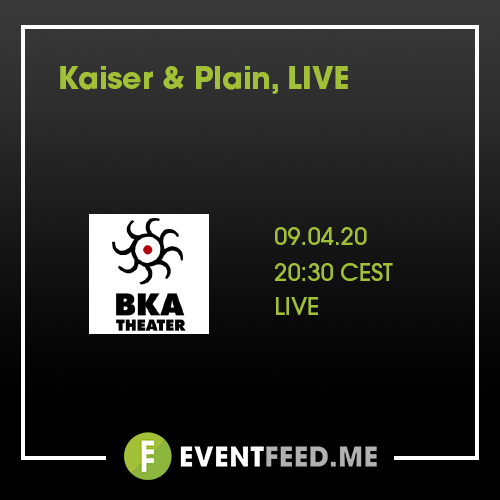 Kaiser & Plain, LIVE
09.04.20
20:30 CEST
LIVE
BKA
THEATER
F EVENTFEED.ME